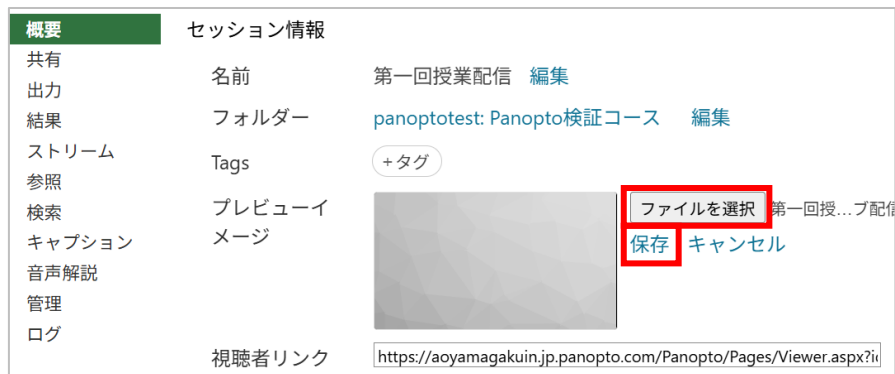 概要
共有
出力
結果
ストリーム
参照
検索
キャプション
音声解説
管理
ログ
セッション情報
名前 第一回授業配信 編集
フォルダー panoptotest: Panopto検証コース 編集
Tags +タグ
プレビューイ
メージ
ファイルを選択 第一回授…ブ配信
保存 キャンセル
視聴者リンク https://aoyamagakuin.jp.panopto.com/Panopto/Pages/Viewer.aspx?i